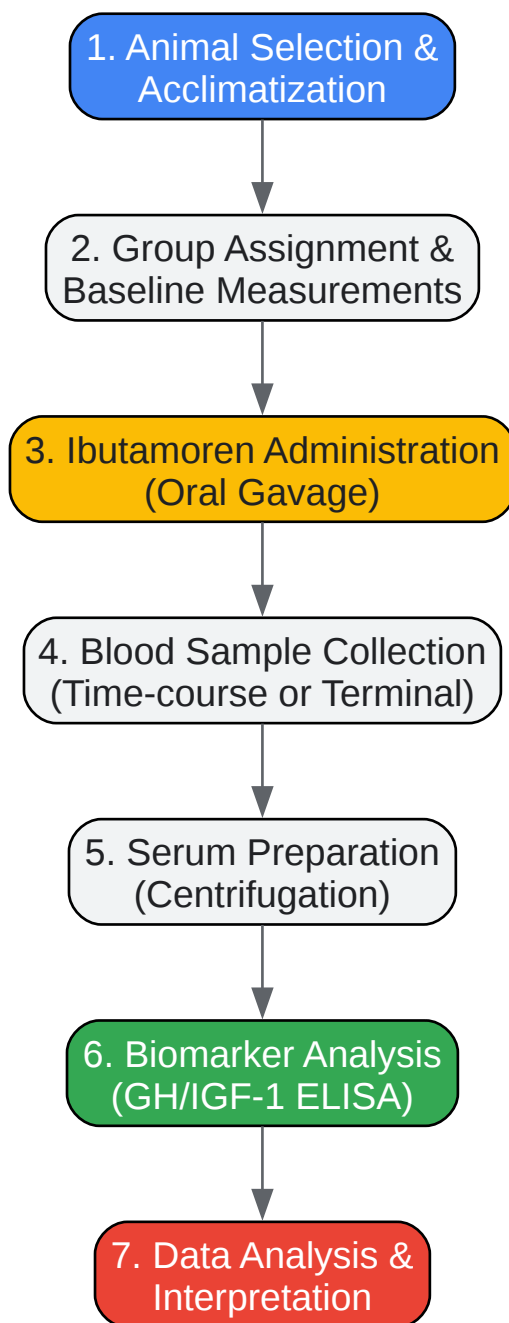 1. Animal Selection &
Acclimatization
2. Group Assignment &
Baseline Measurements
3. Ibutamoren Administration
(Oral Gavage)
4. Blood Sample Collection
(Time-course or Terminal)
5. Serum Preparation
(Centrifugation)
6. Biomarker Analysis
(GH/IGF-1 ELISA)
7. Data Analysis &
Interpretation